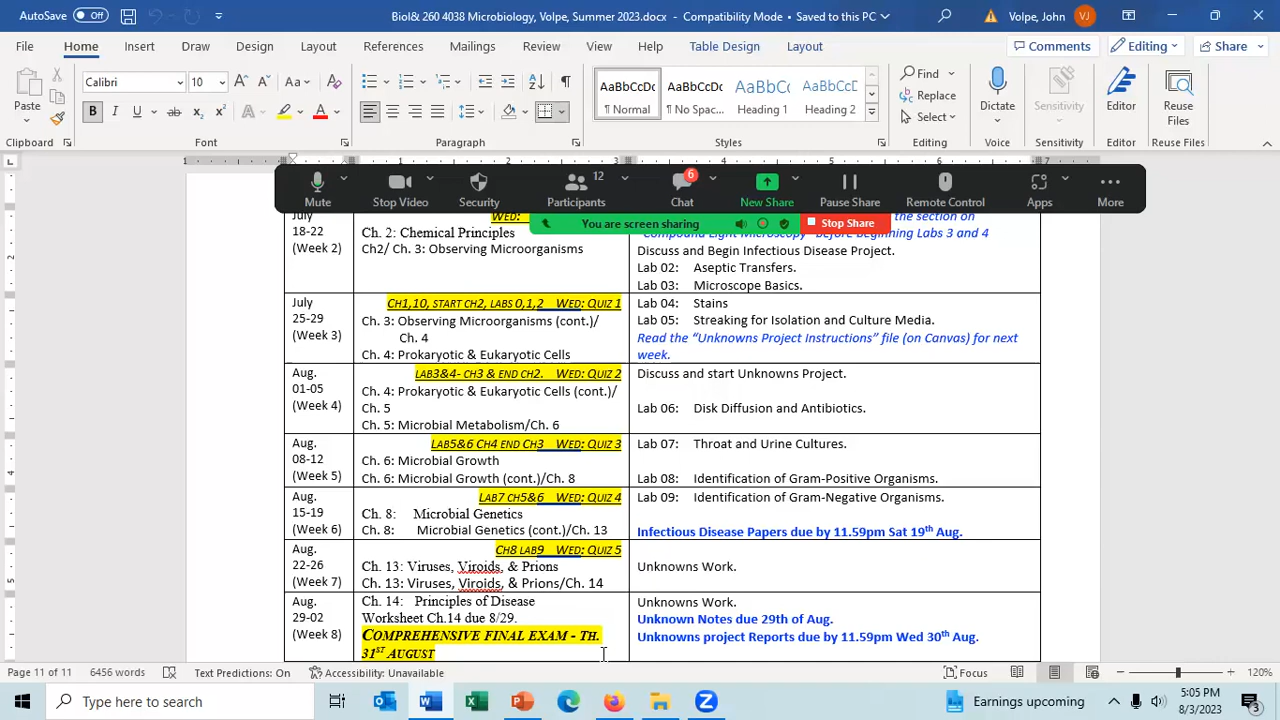 AutoSave Off Biol& 260 4038 Microbiology, Volpe, Summer 2023.docx - Compatibility Mode • Saved to this PC Volpe, John VJ
File Home Insert Draw Design Layout References Mailings Review View Help Table Design Layout Comments Editing Share
Calibri 10 Aa A
Paste B I U ab x₂ x² A A
AaBbCcDc AaBbCcDc AaBbCc AaBbCcD
¶ Normal ¶ No Spac... Heading 1 Heading 2
Find
Replace
Select
Dictate Sensitivity Editor Reuse Files
Clipboard Font Paragraph Styles Editing Voice Sensitivity Editor Reuse Files
1 1 2 3 4 5 6 7
12 6
Mute Stop Video Security Participants Chat New Share Pause Share Remote Control Apps More
You are screen sharing Stop Share
July
18-22
(Week 2)
WED:
Ch. 2: Chemical Principles
Ch2/ Ch. 3: Observing Microorganisms
the section on
"Compound Light Microscopy" before beginning Labs 3 and 4
Discuss and Begin Infectious Disease Project.
Lab 02: Aseptic Transfers.
Lab 03: Microscope Basics.
July
25-29
(Week 3)
CH1,10, START CH2, LABS 0,1,2 WED: QUIZ 1
Ch. 3: Observing Microorganisms (cont.)/
Ch. 4
Ch. 4: Prokaryotic & Eukaryotic Cells
Lab 04: Stains
Lab 05: Streaking for Isolation and Culture Media.
Read the "Unknowns Project Instructions" file (on Canvas) for next
week.
Aug.
01-05
(Week 4)
LAB3&4- CH3 & END CH2. WED: QUIZ 2
Ch. 4: Prokaryotic & Eukaryotic Cells (cont.)/
Ch. 5
Ch. 5: Microbial Metabolism/Ch. 6
Discuss and start Unknowns Project.
Lab 06: Disk Diffusion and Antibiotics.
Aug.
08-12
(Week 5)
LAB5&6 CH4 END CH3 WED: QUIZ 3
Ch. 6: Microbial Growth
Ch. 6: Microbial Growth (cont.)/Ch. 8
Lab 07: Throat and Urine Cultures.
Lab 08: Identification of Gram-Positive Organisms.
Aug.
15-19
(Week 6)
LAB7 CH5&6 WED: QUIZ 4
Ch. 8: Microbial Genetics
Ch. 8: Microbial Genetics (cont.)/Ch. 13
Lab 09: Identification of Gram-Negative Organisms.
Infectious Disease Papers due by 11.59pm Sat 19th Aug.
Aug.
22-26
(Week 7)
CH8 LAB9 WED: QUIZ 5
Ch. 13: Viruses, Viroids, & Prions
Ch. 13: Viruses, Viroids, & Prions/Ch. 14
Unknowns Work.
Aug.
29-02
(Week 8)
Ch. 14: Principles of Disease
Worksheet Ch.14 due 8/29.
COMPREHENSIVE FINAL EXAM - TH.
31ST AUGUST
Unknowns Work.
Unknown Notes due 29th of Aug.
Unknowns project Reports due by 11.59pm Wed 30th Aug.
Page 11 of 11 6456 words Text Predictions: On Accessibility: Unavailable Focus 120%
Type here to search Earnings upcoming 5:05 PM
8/3/2023 3